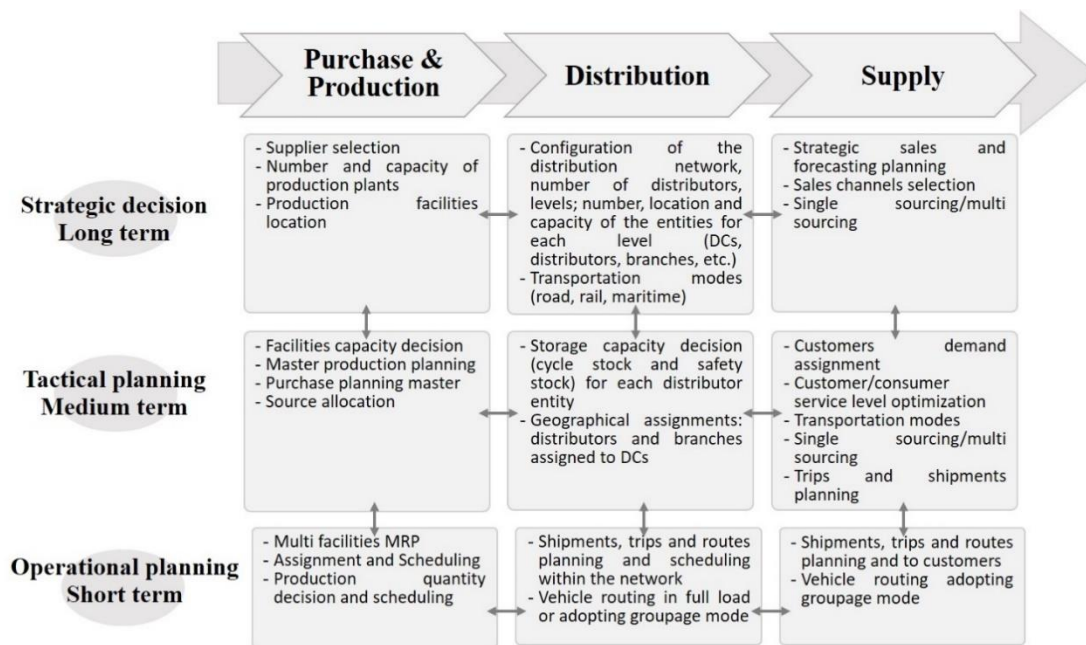 Purchase &
Production
Distribution
Supply
Strategic decision
Long term
- Supplier selection
- Number and capacity of
production plants
- Production facilities
location
- Configuration of the
distribution network,
number of distributors,
levels; number, location and
capacity of the entities for
each level (DCs,
distributors, branches, etc.)
- Transportation modes
(road, rail, maritime)
- Strategic sales and
forecasting planning
- Sales channels selection
- Single sourcing/multi
sourcing
Tactical planning
Medium term
- Facilities capacity decision
- Master production planning
- Purchase planning master
- Source allocation
- Storage capacity decision
(cycle stock and safety
stock) for each distributor
entity
- Geographical assignments:
distributors and branches
assigned to DCs
- Customers demand
assignment
- Customer/consumer
service level optimization
- Transportation modes
- Single sourcing/multi
sourcing
- Trips and shipments
planning
Operational planning
Short term
- Multi facilities MRP
- Assignment and Scheduling
- Production quantity
decision and scheduling
- Shipments, trips and routes
planning and scheduling
within the network
- Vehicle routing in full load
or adopting groupage mode
- Shipments, trips and routes
planning and to customers
- Vehicle routing adopting
groupage mode